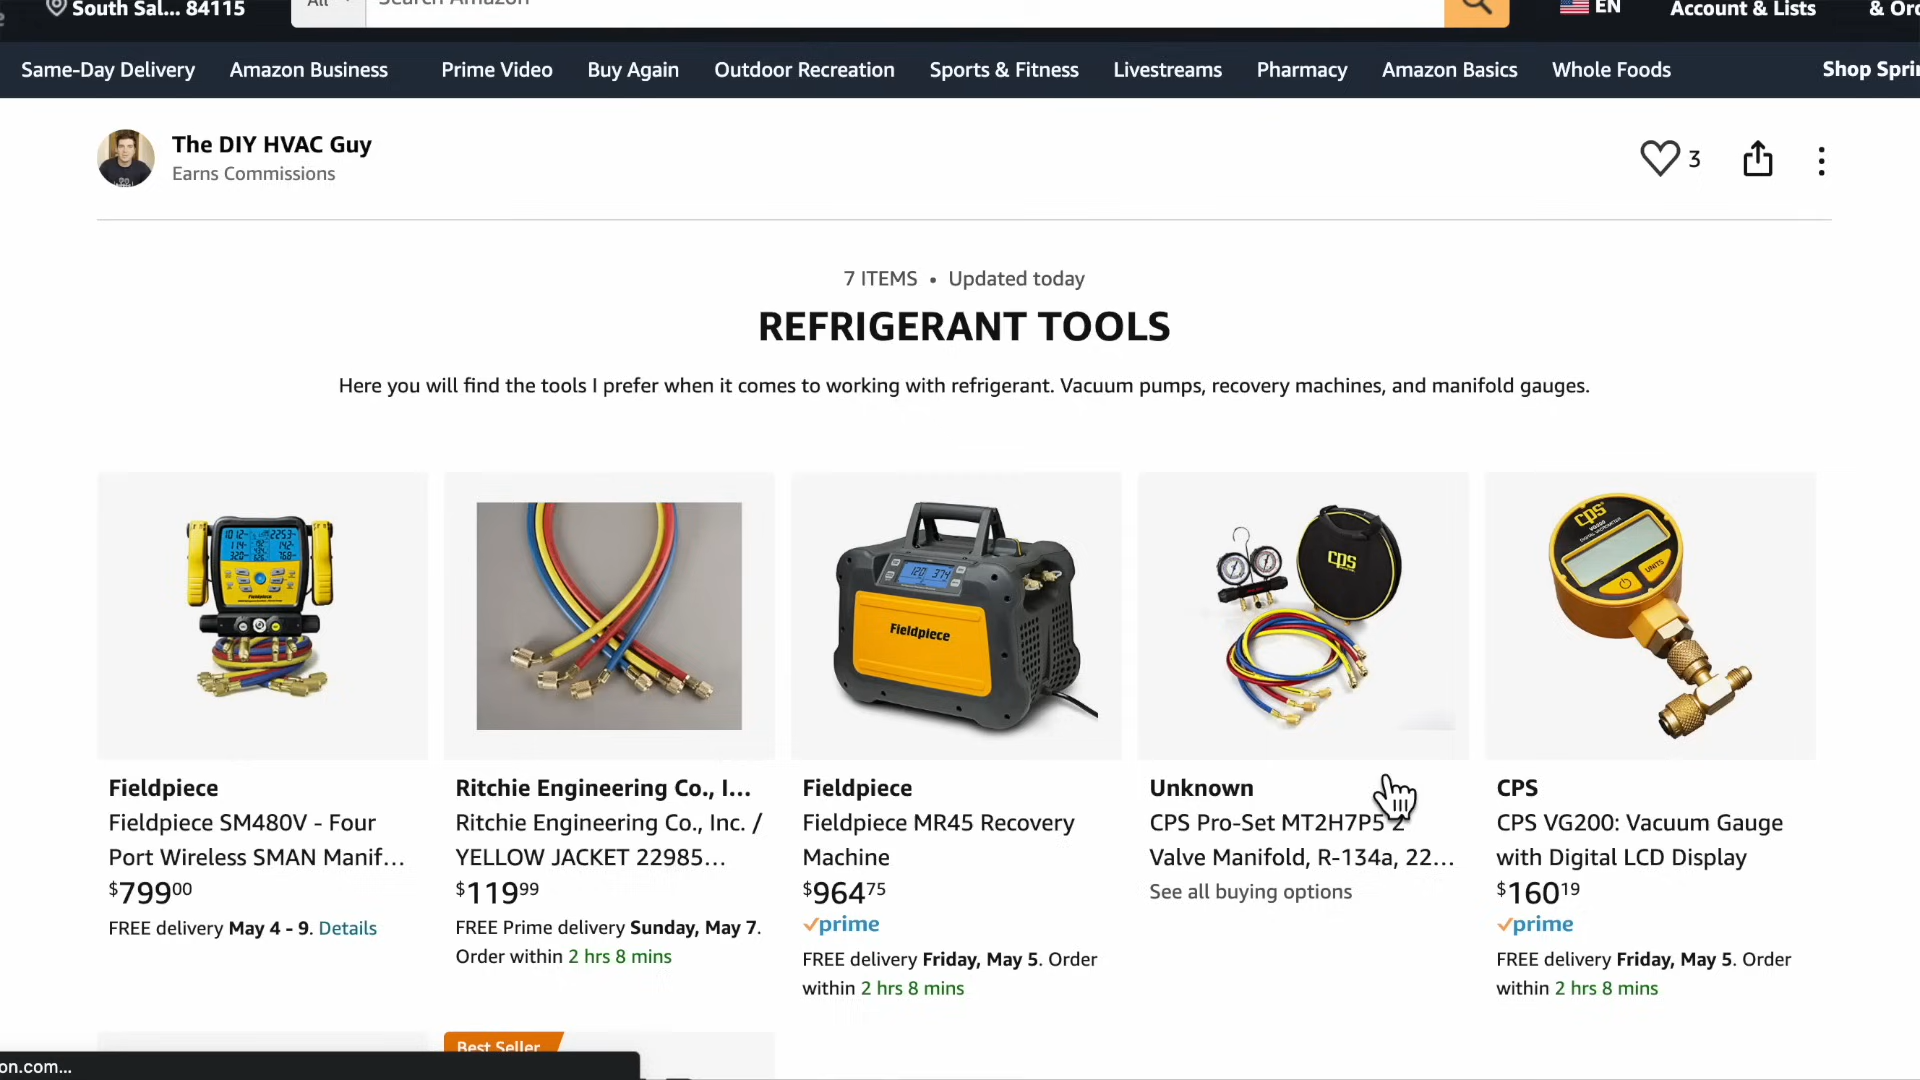 South Sal... 84115
All
Search Amazon
EN
Account & Lists
Same-Day Delivery
Amazon Business
Prime Video
Buy Again
Outdoor Recreation
Sports & Fitness
Livestreams
Pharmacy
Amazon Basics
Whole Foods
The DIY HVAC Guy
Earns Commissions
3
7 ITEMS • Updated today
REFRIGERANT TOOLS
Here you will find the tools I prefer when it comes to working with refrigerant. Vacuum pumps, recovery machines, and manifold gauges.
Fieldpiece
cps
cps
UNITS
Fieldpiece
Fieldpiece SM480V - Four
Port Wireless SMAN Manif...
$79900
FREE delivery May 4 - 9. Details
Ritchie Engineering Co., I...
Ritchie Engineering Co., Inc. /
YELLOW JACKET 22985...
$11999
FREE Prime delivery Sunday, May 7.
Order within 2 hrs 8 mins
Fieldpiece
Fieldpiece MR45 Recovery
Machine
$96475
prime
FREE delivery Friday, May 5. Order
within 2 hrs 8 mins
Unknown
CPS Pro-Set MT2H7P5 2
Valve Manifold, R-134a, 22...
See all buying options
CPS
CPS VG200: Vacuum Gauge
with Digital LCD Display
$16019
prime
FREE delivery Friday, May 5. Order
within 2 hrs 8 mins
Best Seller
on.com...